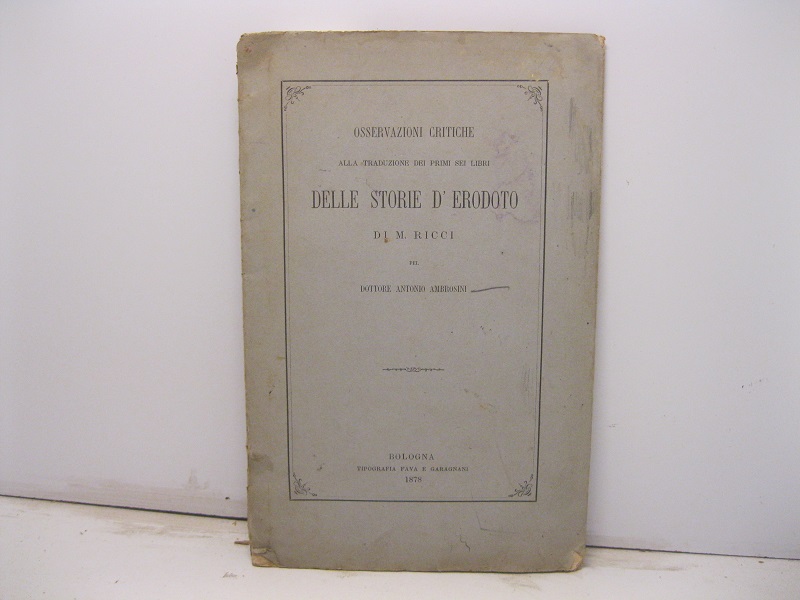 OSSERVAZIONI CRITICHE
ALLA TRADUZIONE DEI PRIMI SEI LIBRI
DELLE STORIE D' ERODOTO
DI M. RICCI
PEL
DOTTORE ANTONIO AMBROSINI
BOLOGNA
TIPOGRAFIA FAVA E GARAGNANI
1878